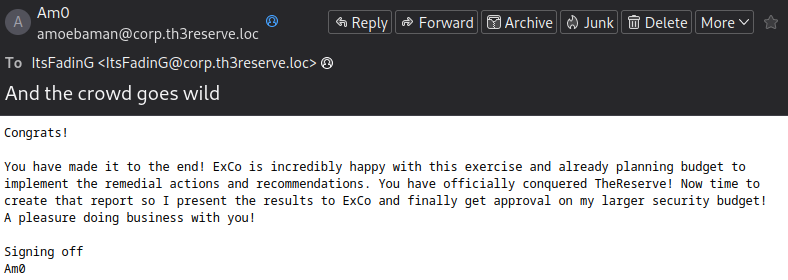 A
Am0
amoebaman@corp.th3reserve.loc
Reply
Forward
Archive
Junk
Delete
More
To ItsFadinG <ItsFadinG@corp.th3reserve.loc>
And the crowd goes wild
Congrats!
You have made it to the end! ExCo is incredibly happy with this exercise and already planning budget to
implement the remedial actions and recommendations. You have officially conquered TheReserve! Now time to
create that report so I present the results to ExCo and finally get approval on my larger security budget!
A pleasure doing business with you!
Signing off
Am0